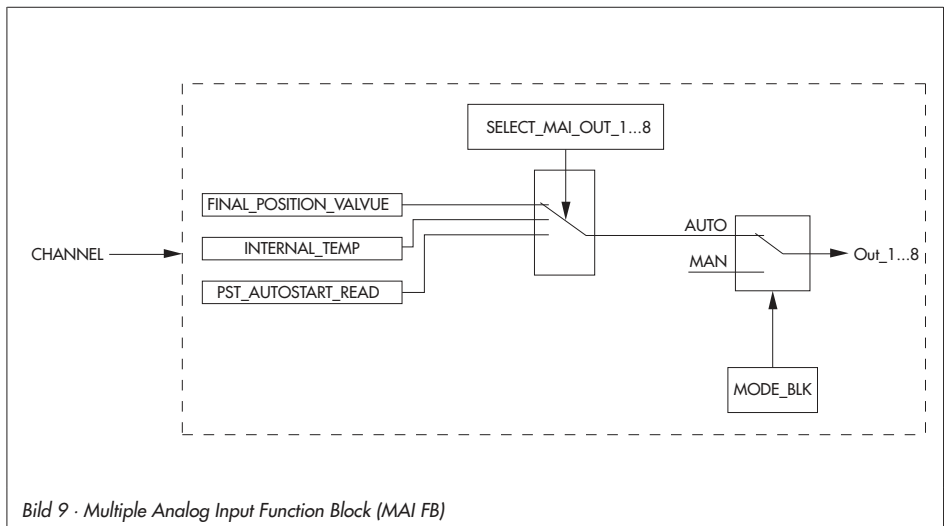 SELECT_MAI_OUT_1...8
FINAL_POSITION_VALVUE
INTERNAL_TEMP
PST_AUTOSTART_READ
CHANNEL
AUTO
MAN
Out_1...8
MODE_BLK
Bild 9 · Multiple Analog Input Function Block (MAI FB)